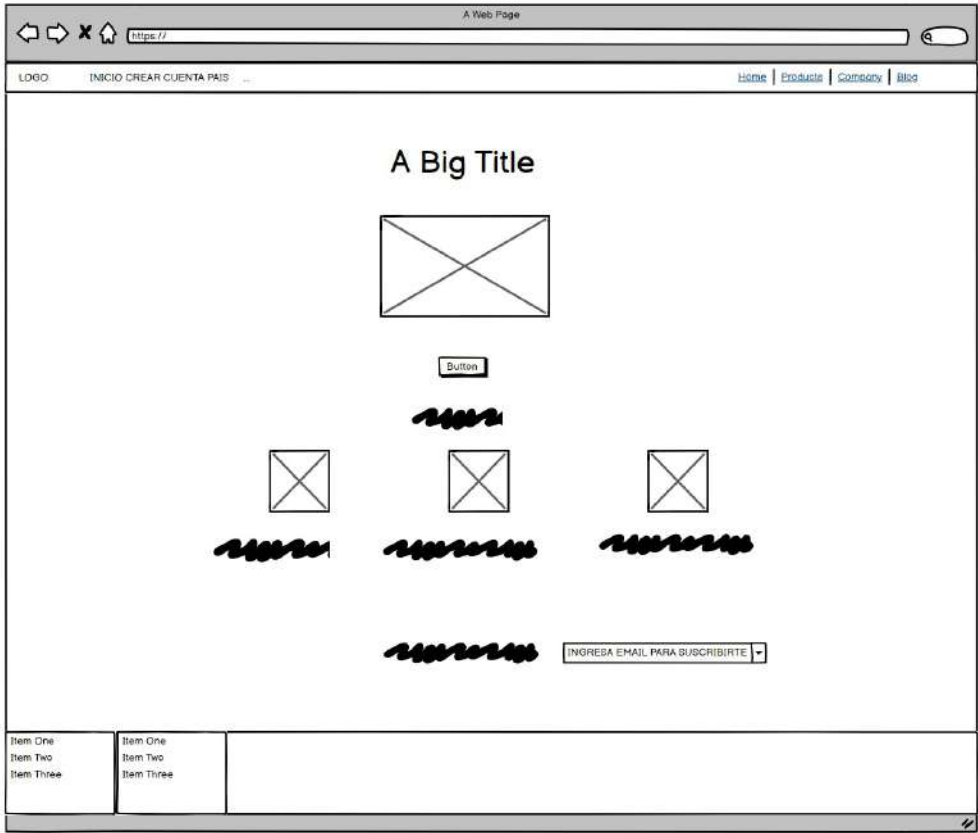 A Web Page
https://
LOGO INICIO CREAR CUENTA PAIS ... Home Products Company Blog
A Big Title
Button
INGRESA EMAIL PARA SUSCRIBIRTE
Item One
Item Two
Item Three
Item One
Item Two
Item Three